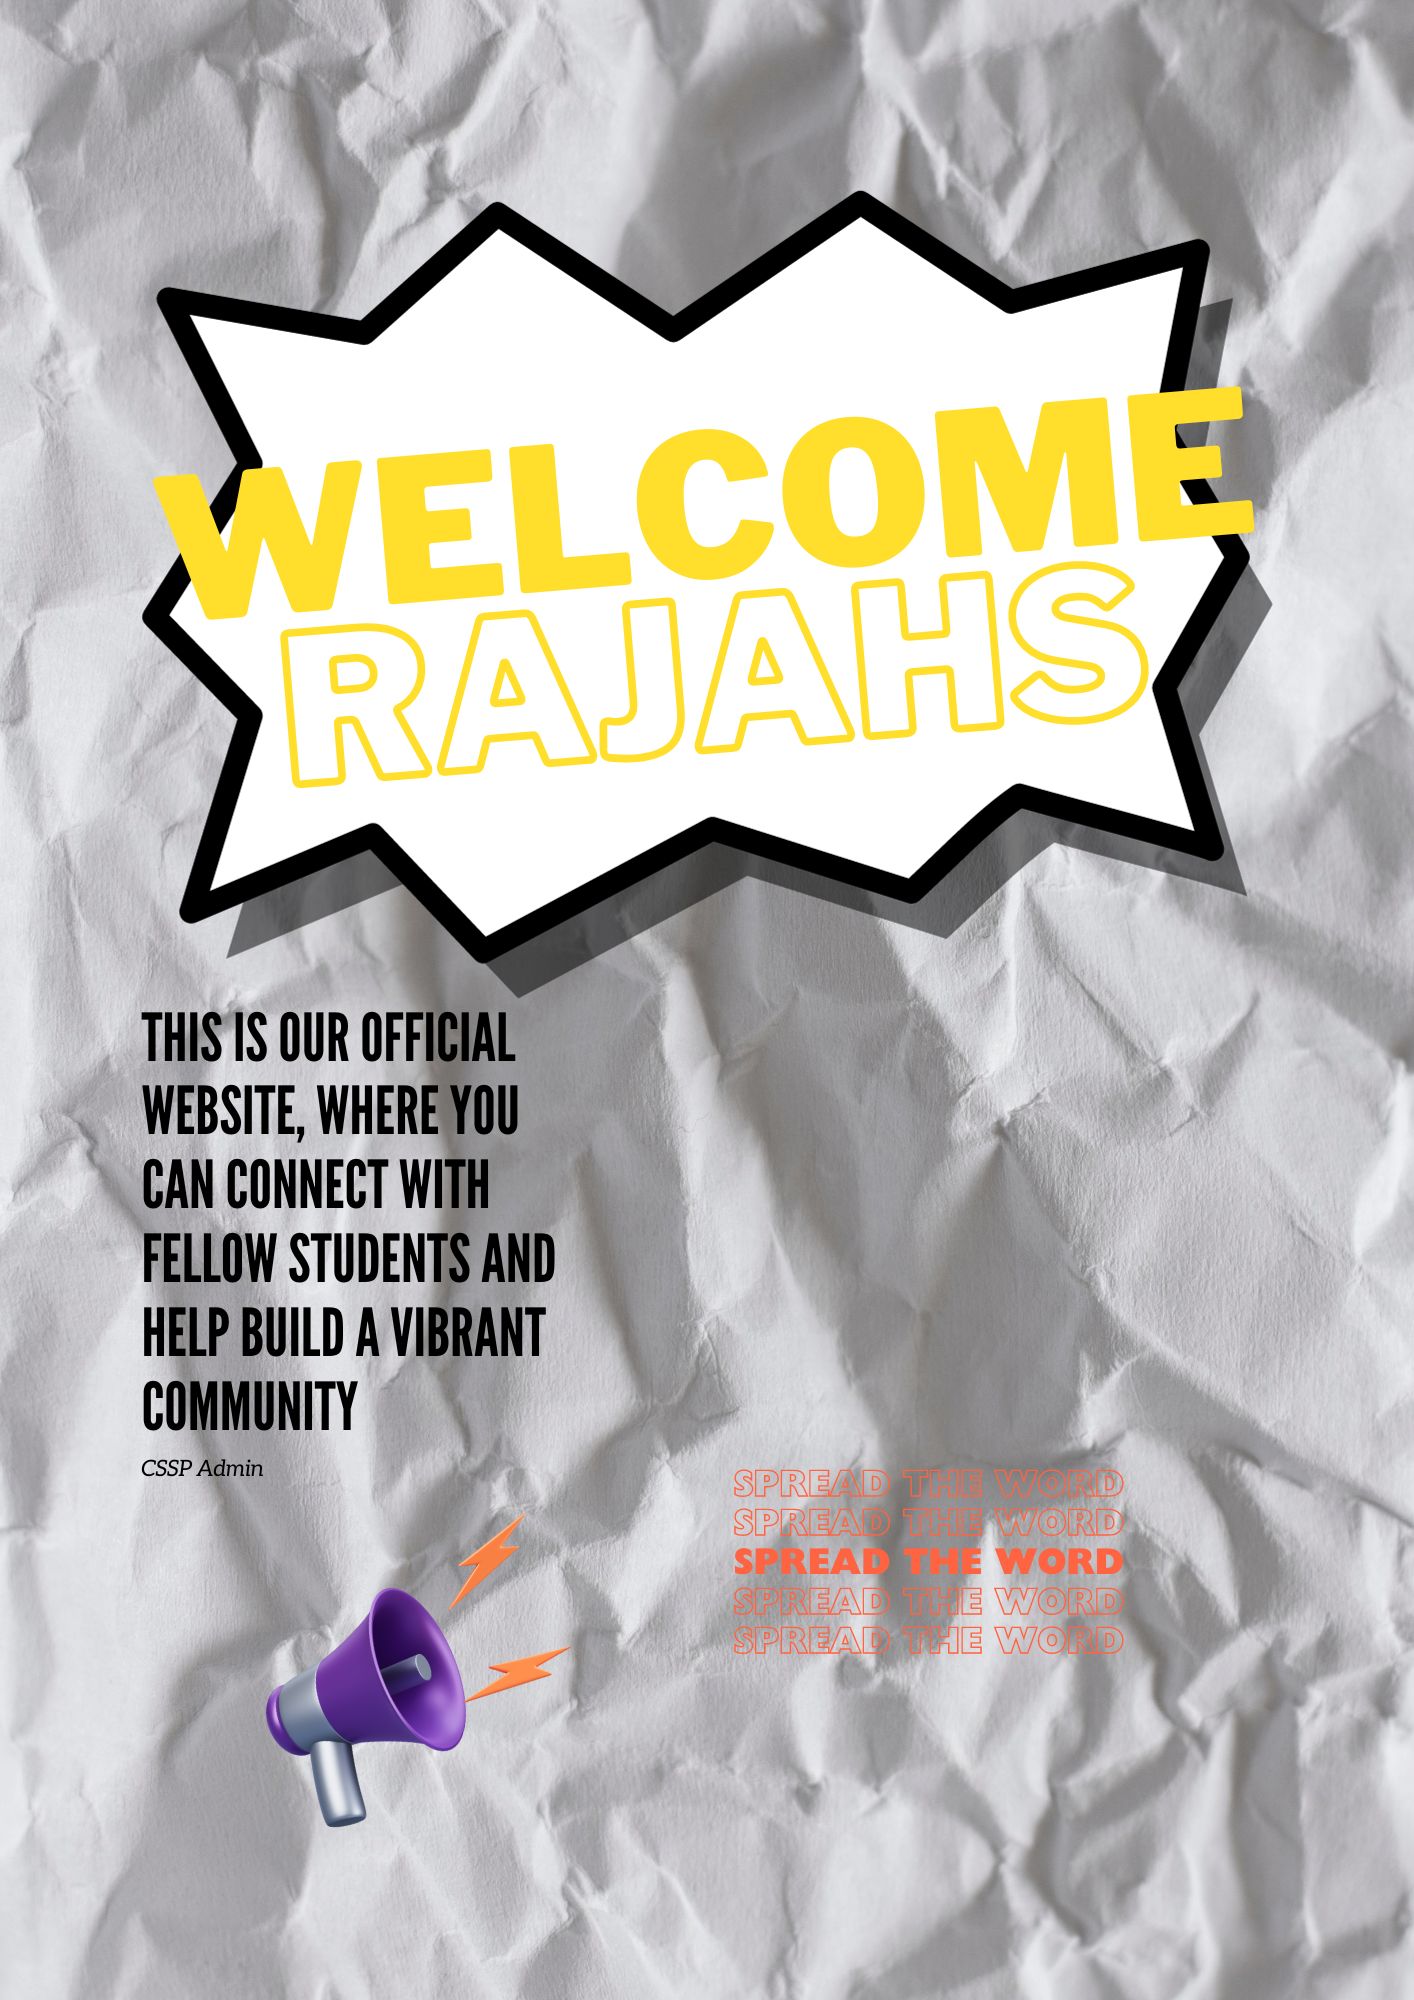 WELCOME
RAJAHS
THIS IS OUR OFFICIAL
WEBSITE, WHERE YOU
CAN CONNECT WITH
FELLOW STUDENTS AND
HELP BUILD A VIBRANT
COMMUNITY
CSSP Admin
SPREAD THE WORD
SPREAD THE WORD
SPREAD THE WORD
SPREAD THE WORD
SPREAD THE WORD